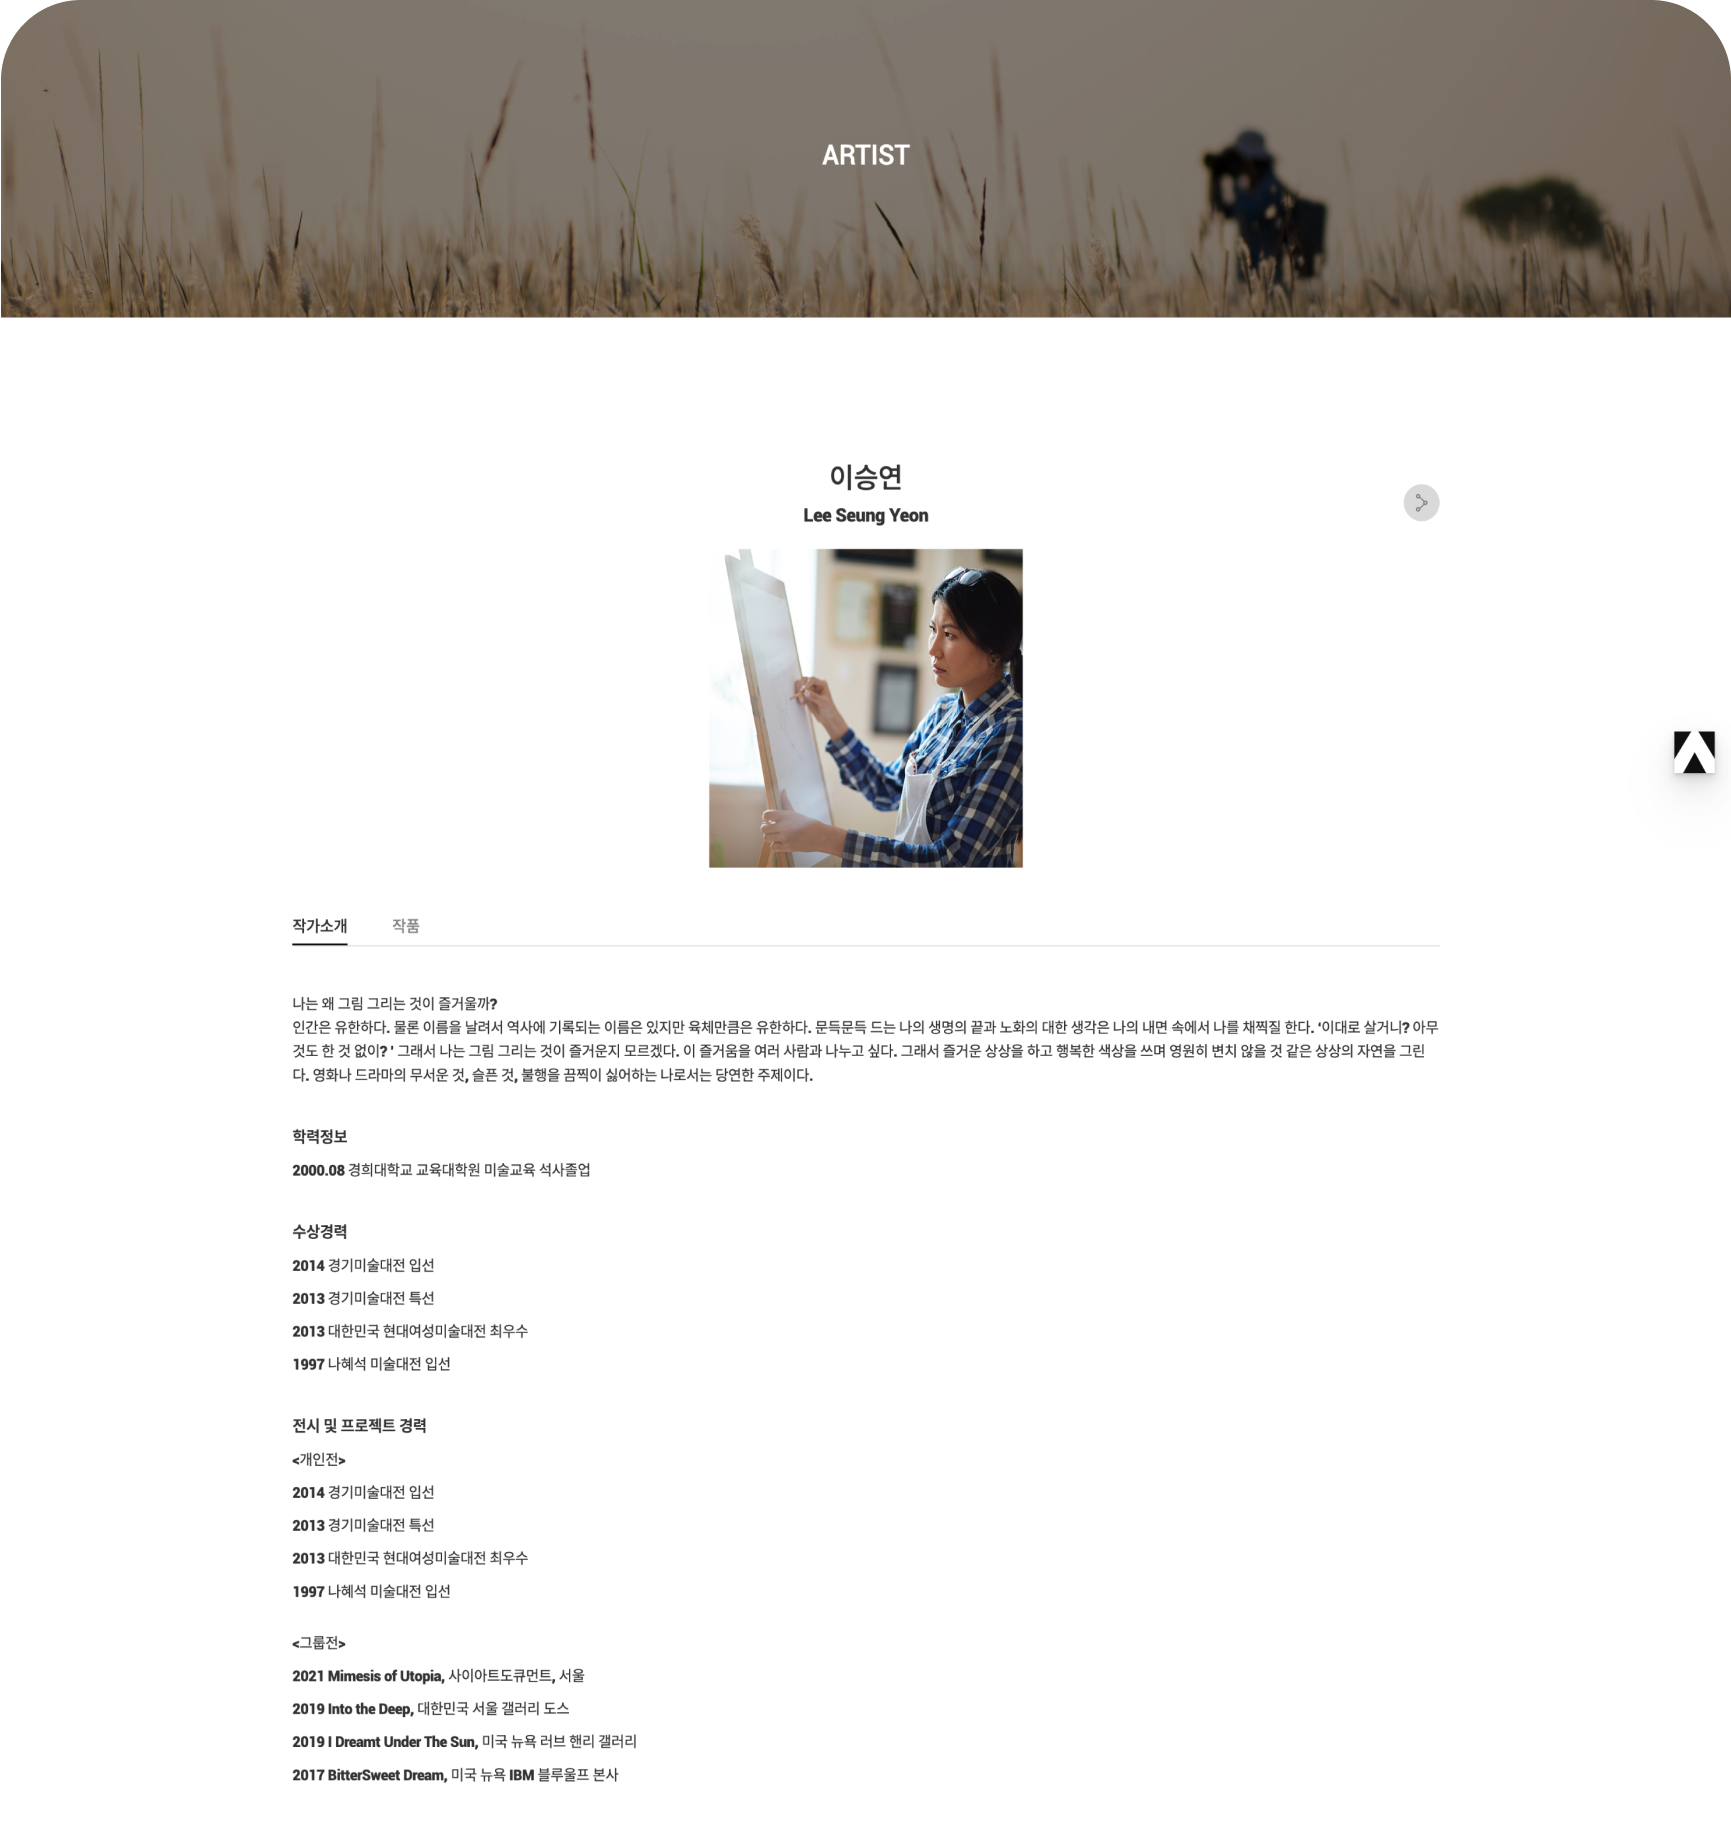 ARTIST
이승연
Lee Seung Yeon
작가소개 작품
나는 왜 그림 그리는 것이 즐거울까?
인간은 유한하다. 물론 이름을 날려서 역사에 기록되는 이름은 있지만 육체만큼은 유한하다. 문득문득 드는 나의 생명의 끝과 노화의 대한 생각은 나의 내면 속에서 나를 채찍질 한다. ‘이대로 살거니? 아무
것도 한 것 없이? ’ 그래서 나는 그림 그리는 것이 즐거운지 모르겠다. 이 즐거움을 여러 사람과 나누고 싶다. 그래서 즐거운 상상을 하고 행복한 색상을 쓰며 영원히 변치 않을 것 같은 상상의 자연을 그린
다. 영화나 드라마의 무서운 것, 슬픈 것, 불행을 끔찍이 싫어하는 나로서는 당연한 주제이다.
학력정보
2000.08 경희대학교 교육대학원 미술교육 석사졸업
수상경력
2014 경기미술대전 입선
2013 경기미술대전 특선
2013 대한민국 현대여성미술대전 최우수
1997 나혜석 미술대전 입선
전시 및 프로젝트 경력
<개인전>
2014 경기미술대전 입선
2013 경기미술대전 특선
2013 대한민국 현대여성미술대전 최우수
1997 나혜석 미술대전 입선
<그룹전>
2021 Mimesis of Utopia, 사이아트도큐먼트, 서울
2019 Into the Deep, 대한민국 서울 갤러리 도스
2019 I Dreamt Under The Sun, 미국 뉴욕 러브 핸리 갤러리
2017 BitterSweet Dream, 미국 뉴욕 IBM 블루울프 본사